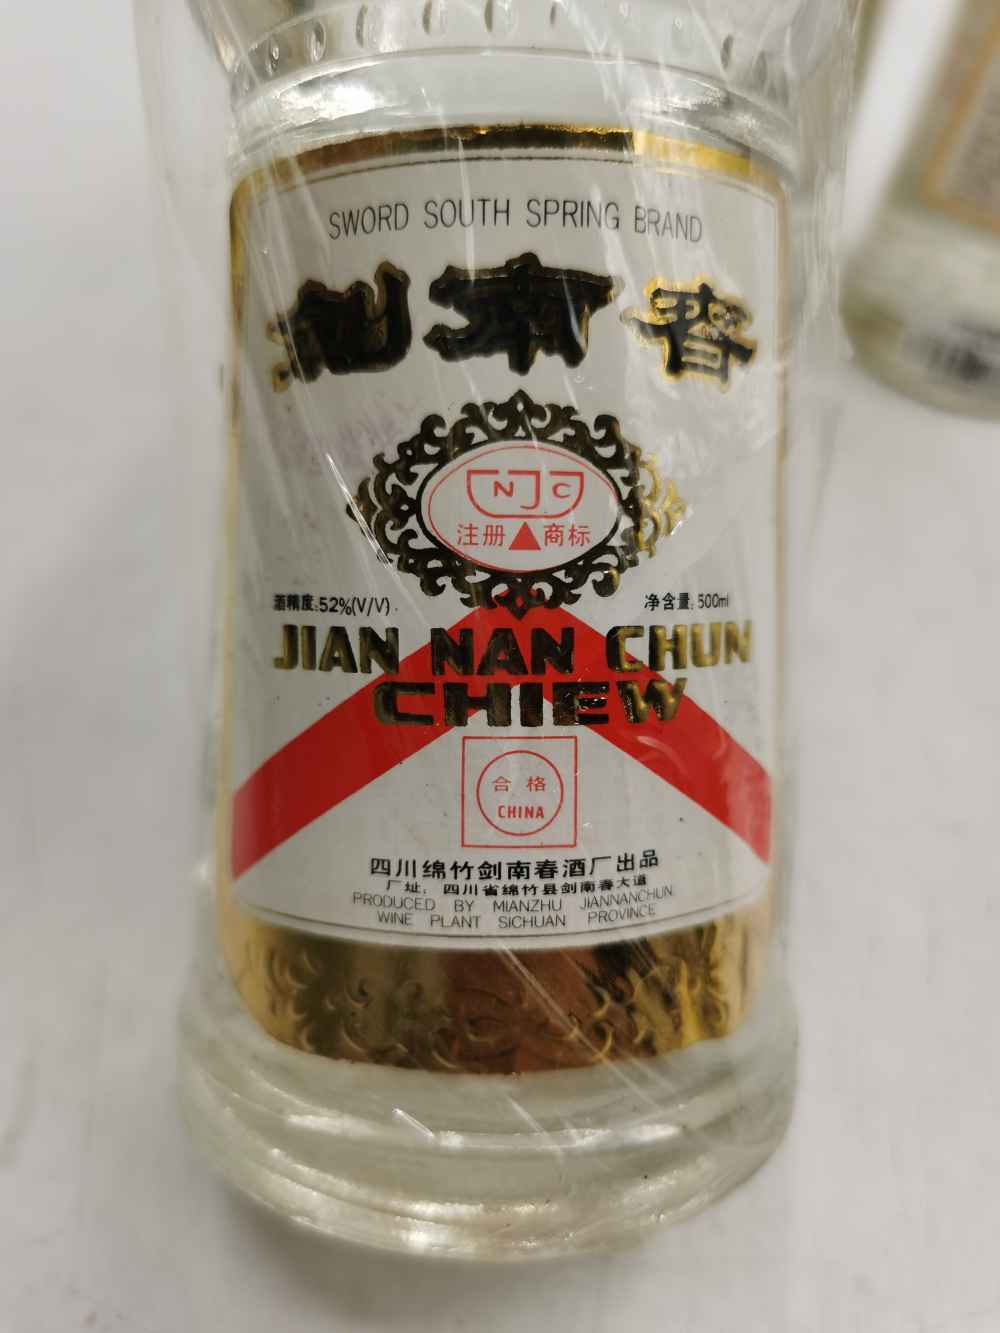 SWORD SOUTH SPRING BRAND
剑南春
NJC
注册 商标
酒精度:52%(V/V)
净含量:500ml
JIAN NAN CHUN
CHIEW
合格
CHINA
四川绵竹剑南春酒厂出品
厂址:四川省绵竹县剑南春大道
PRODUCED BY MIANZHU JIANNANCHUN
WINE PLANT SICHUAN PROVINCE